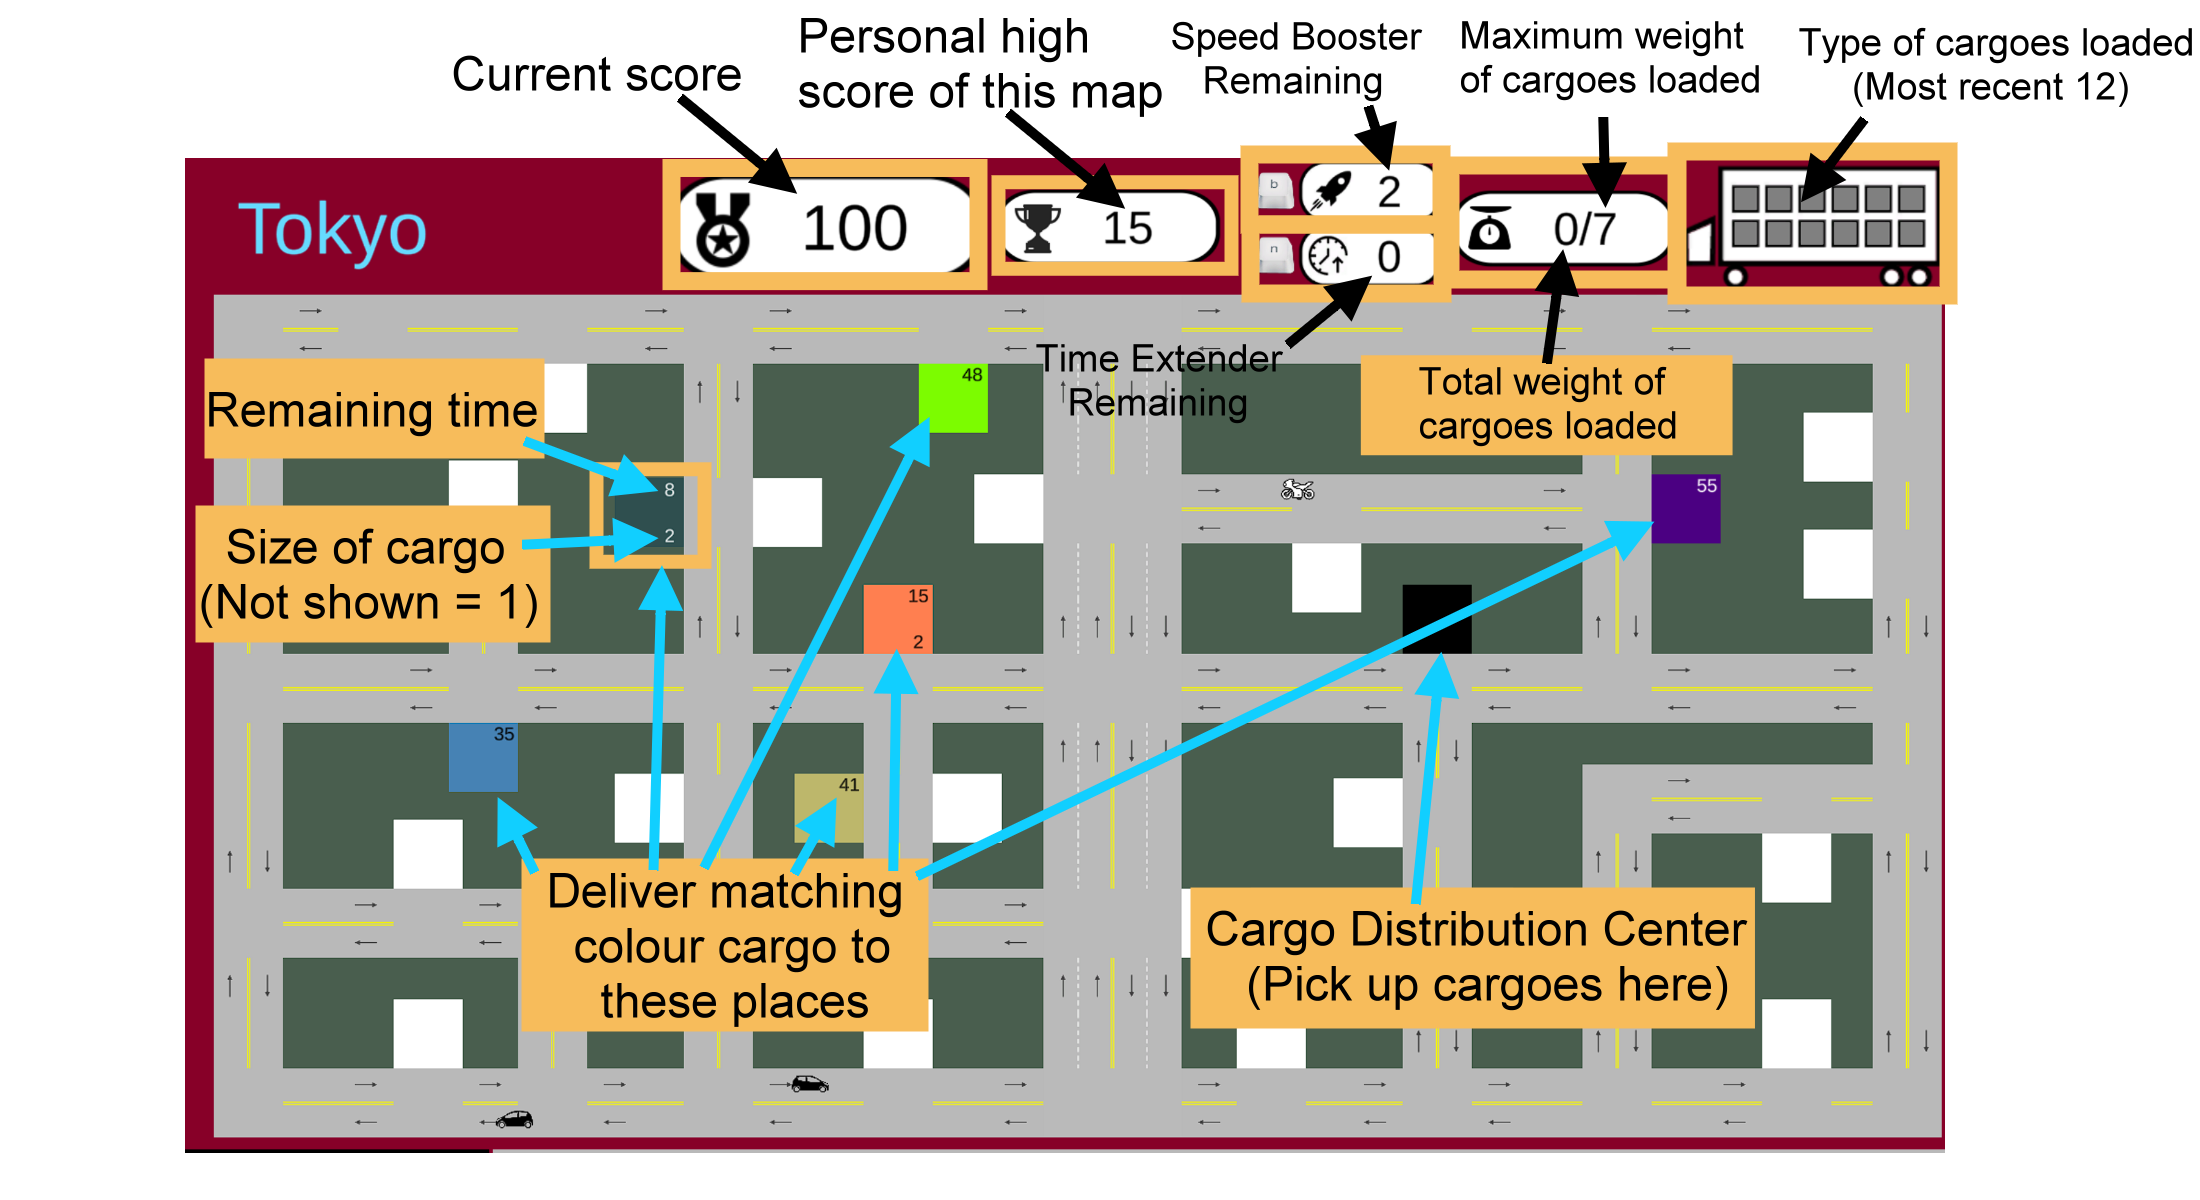 Current score
Personal high
score of this map
Speed Booster
Remaining
Maximum weight
of cargoes loaded
Type of cargoes loaded
(Most recent 12)
Tokyo
100
15
b
2
n
0
0/7
Time Extender
Remaining
Total weight of
cargoes loaded
Remaining time
48
8
2
Size of cargo
(Not shown = 1)
55
15
2
35
41
Deliver matching
colour cargo to
these places
Cargo Distribution Center
(Pick up cargoes here)